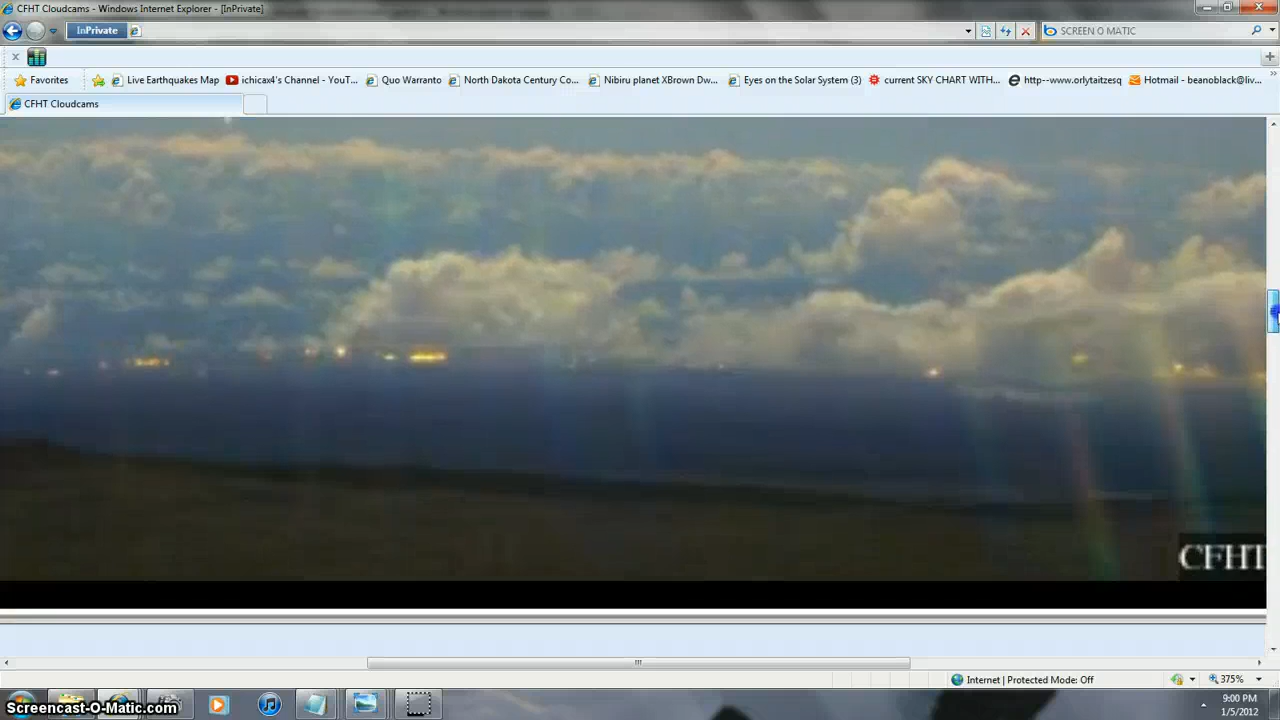 CFHT Cloudcams - Windows Internet Explorer - [InPrivate]
InPrivate
SCREEN O MATIC
Favorites
Live Earthquakes Map
ichicax4's Channel - YouT...
Quo Warranto
North Dakota Century Co...
Nibiru planet XBrown Dw...
Eyes on the Solar System (3)
current SKY CHART WITH...
http--www.orlytaitzesq
Hotmail - beanoblack@liv...
CFHT Cloudcams
CFHT
Internet | Protected Mode: Off
375%
Screencast-O-Matic.com
9:00 PM
1/5/2012